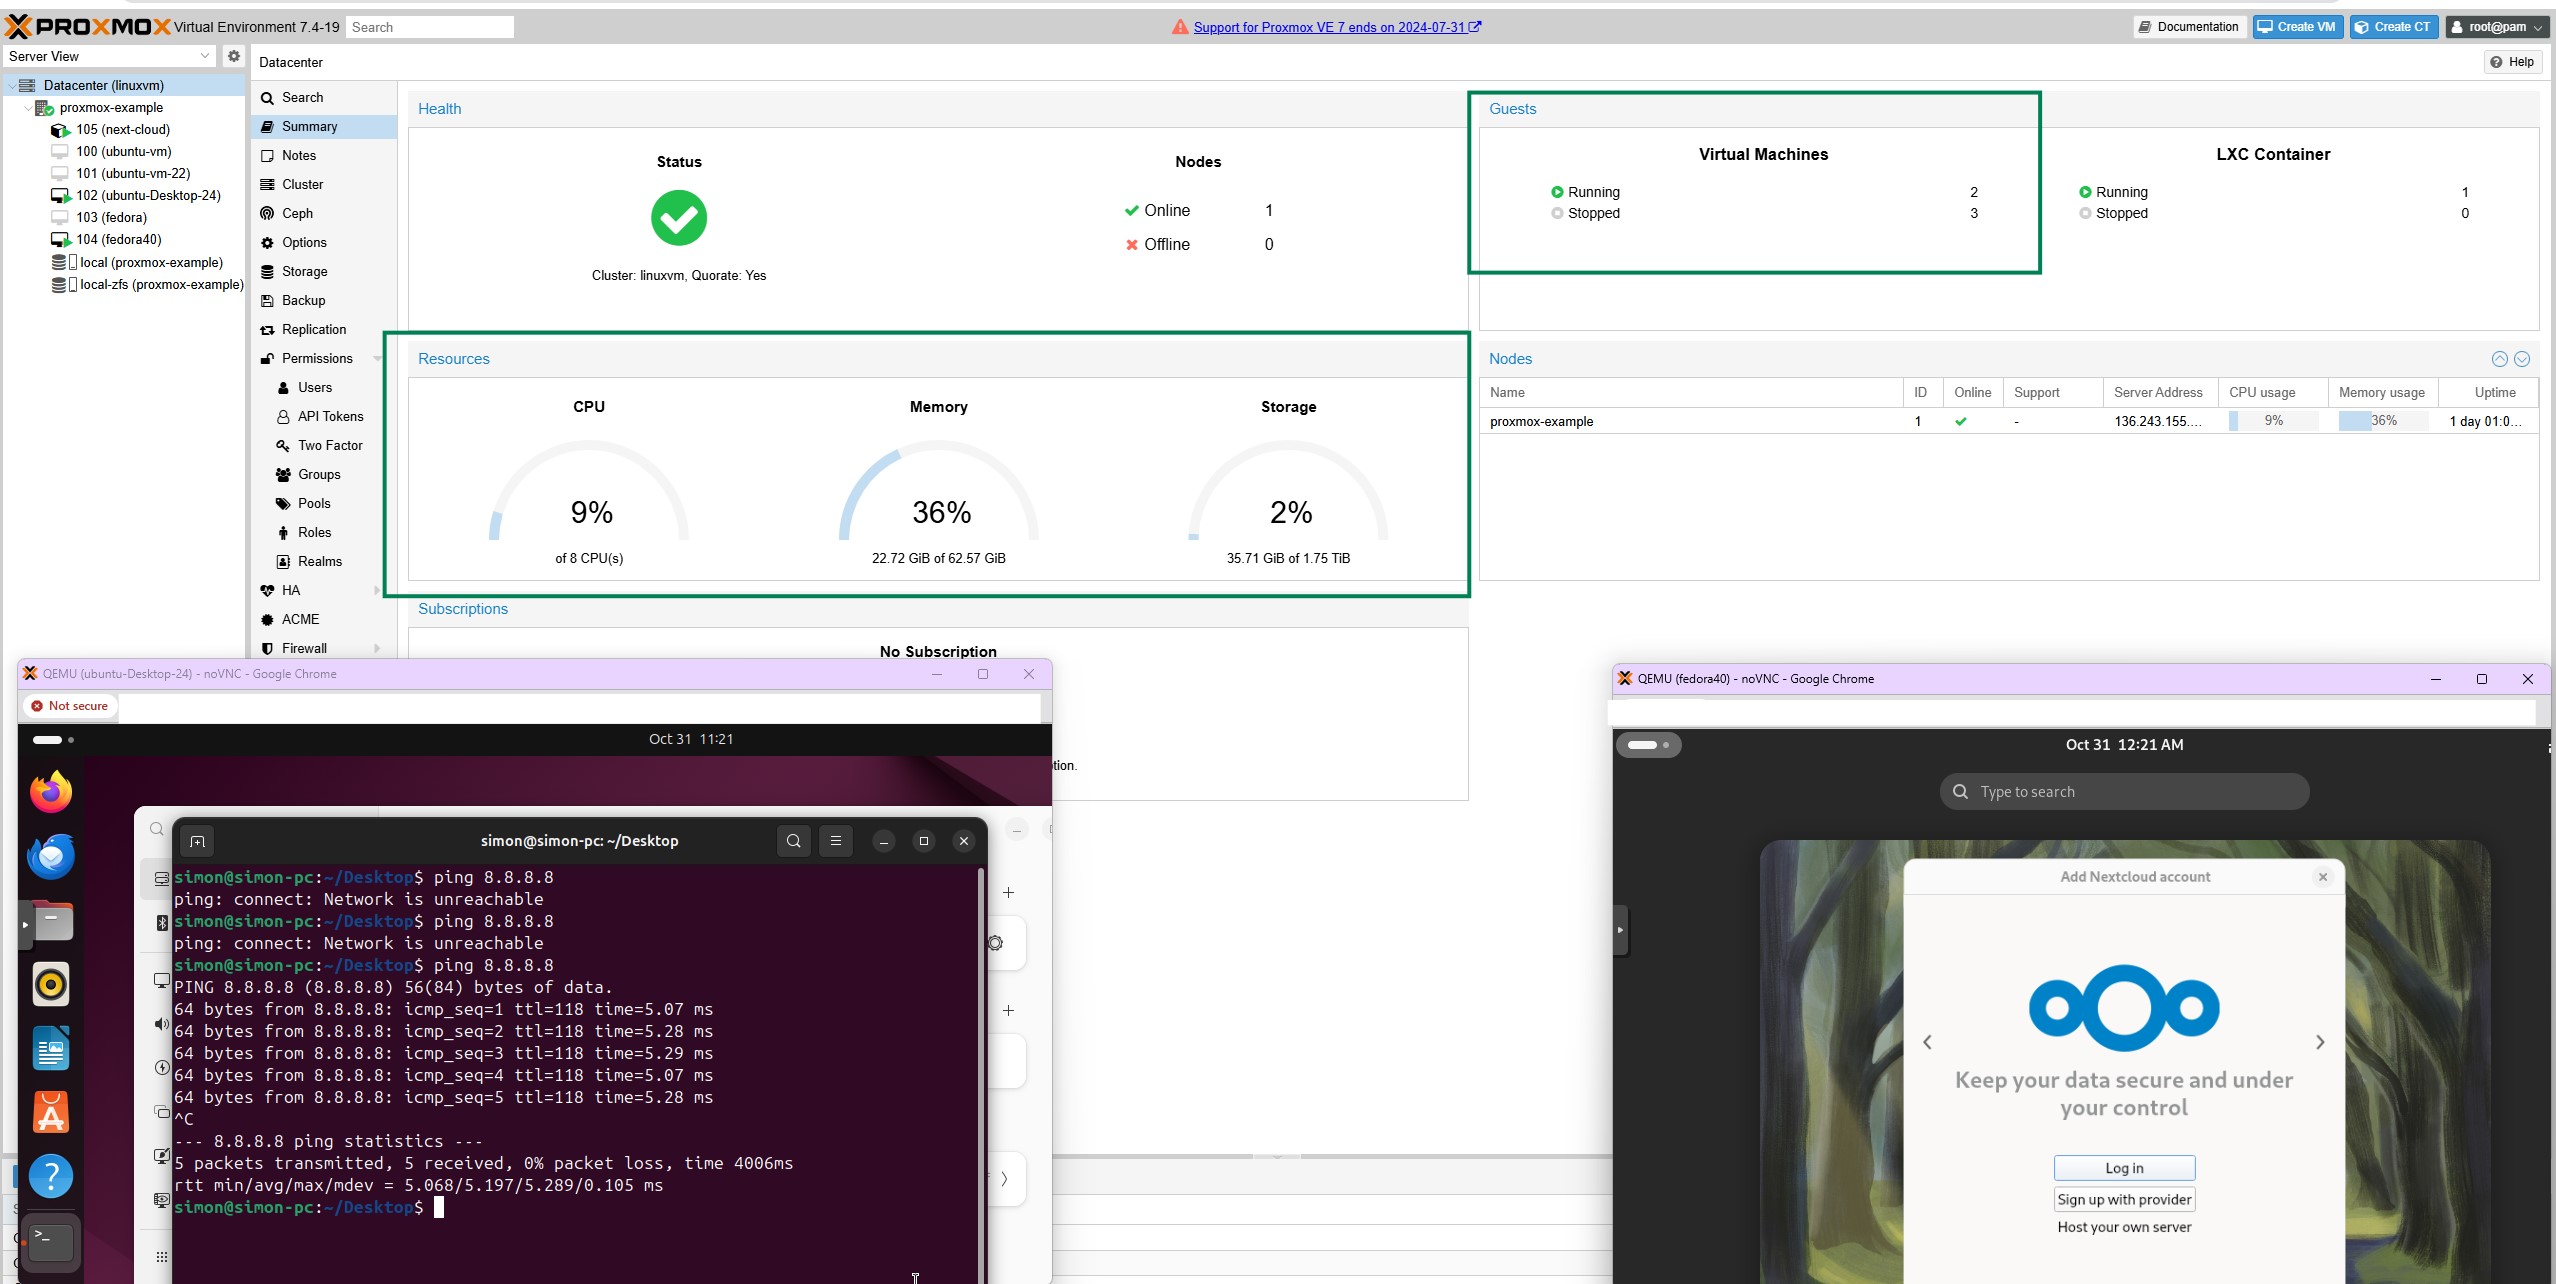 PROXMOX Virtual Environment 7.4-19 Search
Support for Proxmox VE 7 ends on 2024-07-31
Documentation Create VM Create CT root@pam
Server View
Datacenter (linuxvm)
proxmox-example
105 (next-cloud)
100 (ubuntu-vm)
101 (ubuntu-vm-22)
102 (ubuntu-Desktop-24)
103 (fedora)
104 (fedora40)
local (proxmox-example)
local-zfs (proxmox-example)
Datacenter
Help
Search
Summary
Notes
Cluster
Ceph
Options
Storage
Backup
Replication
Permissions
Users
API Tokens
Two Factor
Groups
Pools
Roles
Realms
HA
ACME
Firewall
Health
Status
Nodes
Online 1
Offline 0
Cluster: linuxvm, Quorate: Yes
Guests
Virtual Machines
Running 2
Stopped 3
LXC Container
Running 1
Stopped 0
Resources
CPU
9%
of 8 CPU(s)
Memory
36%
22.72 GiB of 62.57 GiB
Storage
2%
35.71 GiB of 1.75 TiB
Nodes
Name ID Online Support Server Address CPU usage Memory usage Uptime
proxmox-example 1 - 136.243.155.... 9% 36% 1 day 01:0...
Subscriptions
No Subscription
tion.
QEMU (ubuntu-Desktop-24) - noVNC - Google Chrome
Not secure
Oct 31 11:21
simon@simon-pc: ~/Desktop
simon@simon-pc:~/Desktop$ ping 8.8.8.8
ping: connect: Network is unreachable
simon@simon-pc:~/Desktop$ ping 8.8.8.8
ping: connect: Network is unreachable
simon@simon-pc:~/Desktop$ ping 8.8.8.8
PING 8.8.8.8 (8.8.8.8) 56(84) bytes of data.
64 bytes from 8.8.8.8: icmp_seq=1 ttl=118 time=5.07 ms
64 bytes from 8.8.8.8: icmp_seq=2 ttl=118 time=5.28 ms
64 bytes from 8.8.8.8: icmp_seq=3 ttl=118 time=5.29 ms
64 bytes from 8.8.8.8: icmp_seq=4 ttl=118 time=5.07 ms
64 bytes from 8.8.8.8: icmp_seq=5 ttl=118 time=5.28 ms
^C
--- 8.8.8.8 ping statistics ---
5 packets transmitted, 5 received, 0% packet loss, time 4006ms
rtt min/avg/max/mdev = 5.068/5.197/5.289/0.105 ms
simon@simon-pc:~/Desktop$
QEMU (fedora40) - noVNC - Google Chrome
Oct 31 12:21 AM
Type to search
Add Nextcloud account
Keep your data secure and under
your control
Log in
Sign up with provider
Host your own server